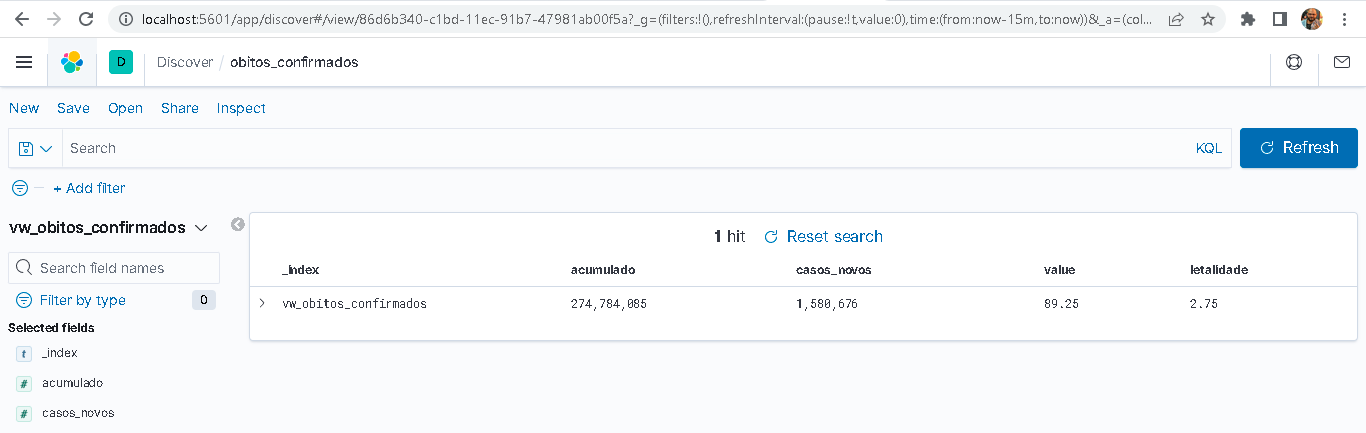 localhost:5601/app/discover#/view/86d6b340-c1bd-11ec-91b7-47981ab00f5a?_g=(filters:!(),refreshInterval:(pause:!t,value:0),time:(from:now-15m,to:now))&_a=(col...
D Discover / obitos_confirmados
New Save Open Share Inspect
Search KQL Refresh
+ Add filter
vw_obitos_confirmados
Search field names
Filter by type 0
Selected fields
t _index
# acumulado
# casos_novos
1 hit Reset search
_index acumulado casos_novos value letalidade
vw_obitos_confirmados 274,784,085 1,580,676 89.25 2.75